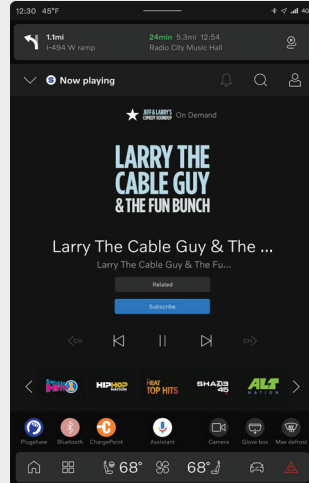 12:30 45°F
4G
1.1mi
I-494 W ramp
24min 5.3mi 12:54
Radio City Music Hall
S Now playing
JEFF & LARRY'S
COMEDY ROUNDUP
On Demand
LARRY THE
CABLE GUY
& THE FUN BUNCH
Larry The Cable Guy & The ...
Larry The Cable Guy & The Fu...
Related
Subscribe
CH
CH
HIPHOP
NATION
HEAT
TOP HITS
SHADE
45
ALT
NATION
Plugshare
Bluetooth
ChargePoint
Assistant
Camera
Glove box
Max defrost
68°
68°